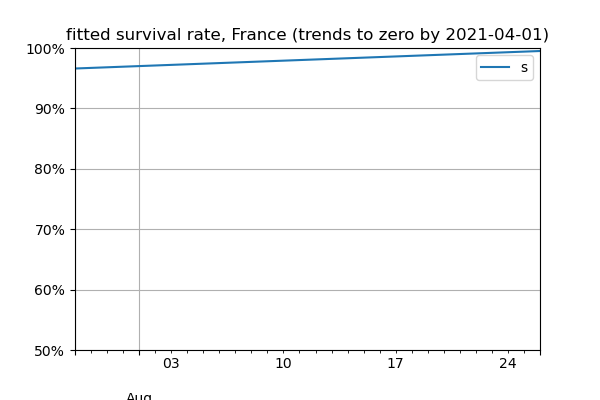 fitted survival rate, France (trends to zero by 2021-04-01)
100%
s
90%
80%
70%
60%
50%
03 10 17 24
Aug